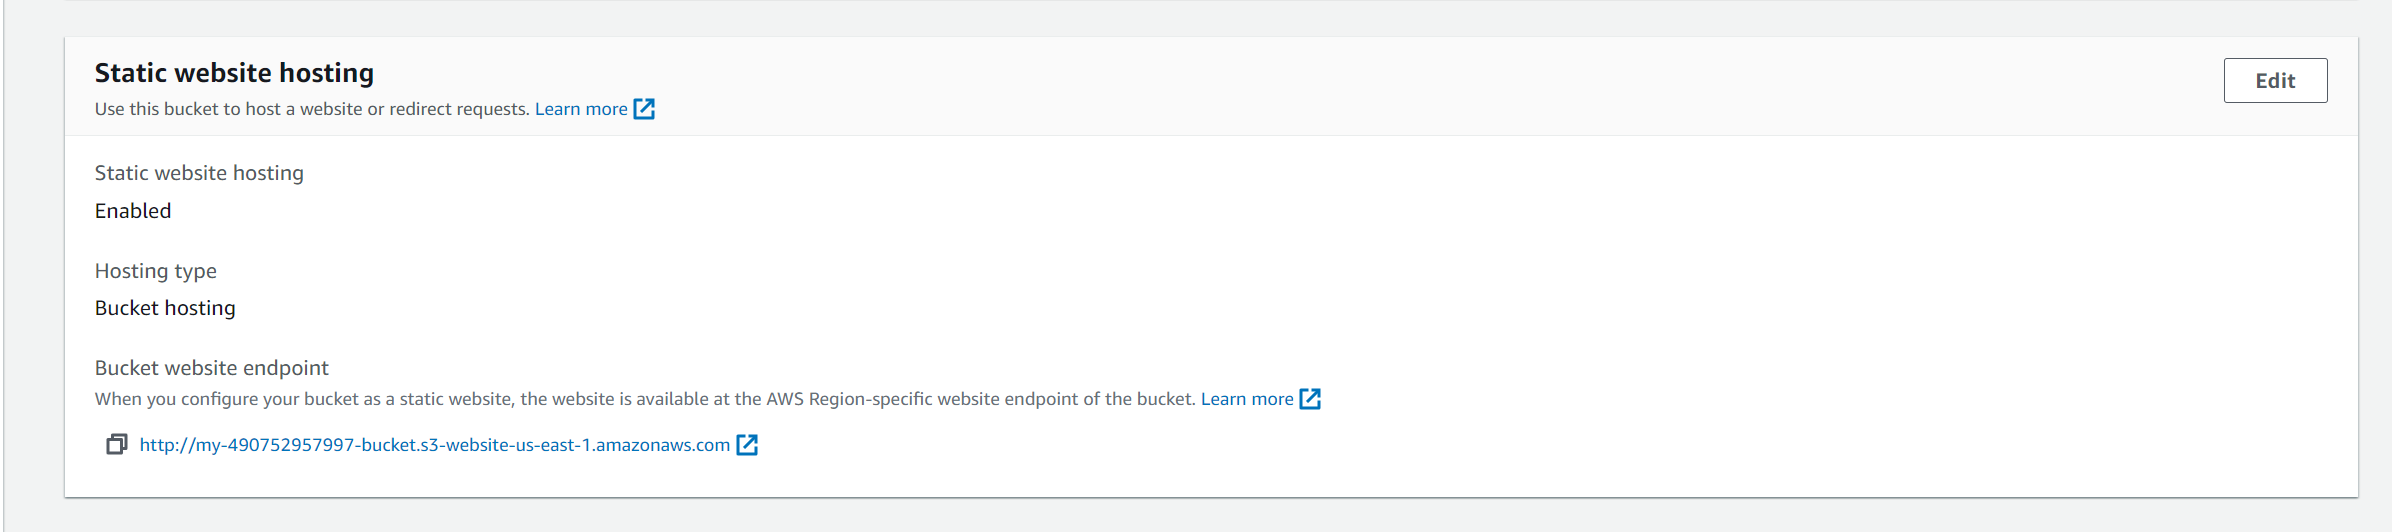 Static website hosting
Edit
Use this bucket to host a website or redirect requests. Learn more
Static website hosting
Enabled
Hosting type
Bucket hosting
Bucket website endpoint
When you configure your bucket as a static website, the website is available at the AWS Region-specific website endpoint of the bucket. Learn more
http://my-490752957997-bucket.s3-website-us-east-1.amazonaws.com